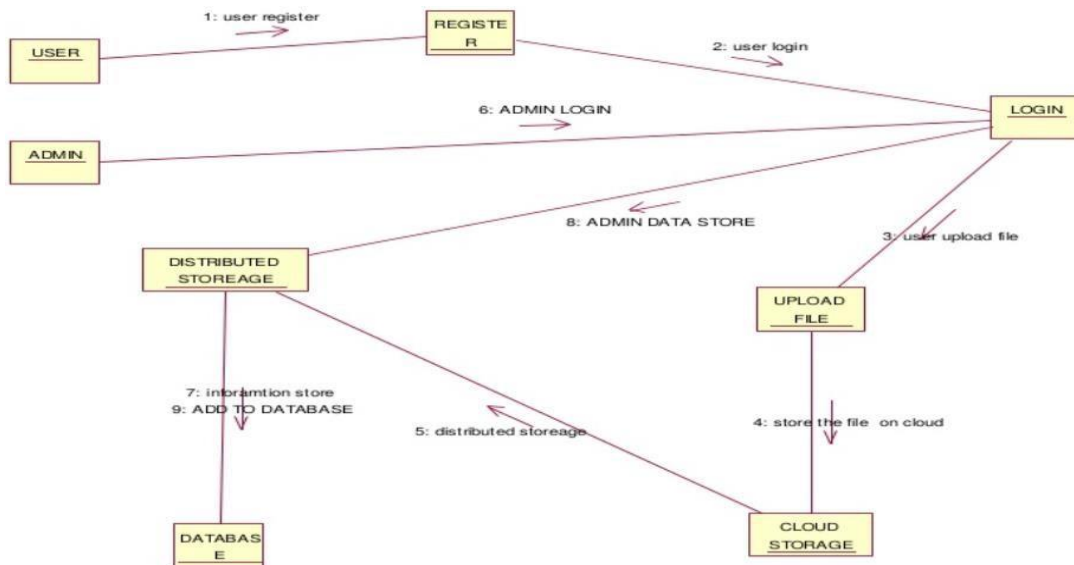 1: user register
REGISTE
R
USER
2: user login
6: ADMIN LOGIN
LOGIN
ADMIN
8: ADMIN DATA STORE
3: user upload file
DISTRIBUTED
STOREAGE
UPLOAD
FILE
7: inforamtion store
9: ADD TO DATABASE
5: distributed storeage
4: store the file on cloud
DATABAS
E
CLOUD
STORAGE